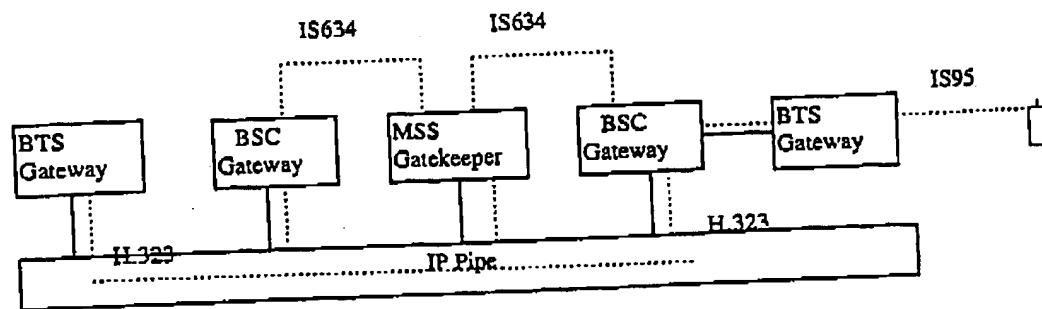 IS634
IS634
IS95
BTS
Gateway
BSC
Gateway
MSS
Gatekeeper
BSC
Gateway
BTS
Gateway
H.323
H.323
IP Pipe